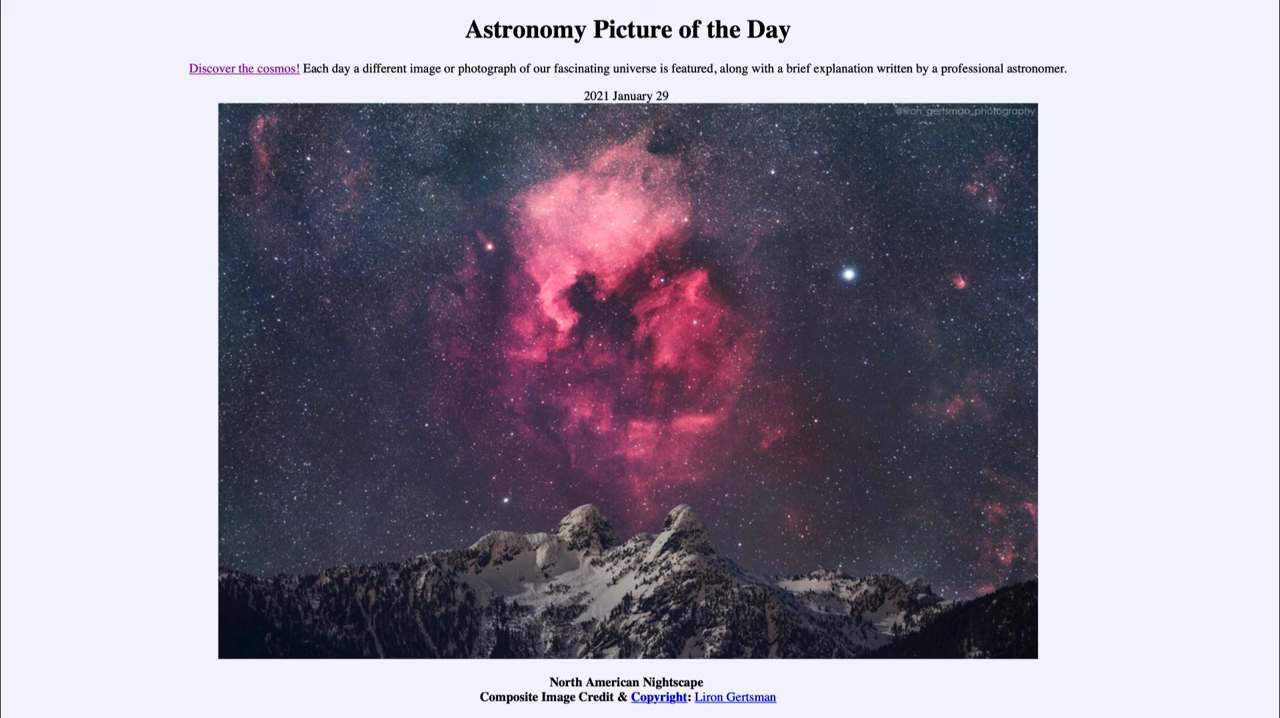 Astronomy Picture of the Day
Discover the cosmos! Each day a different image or photograph of our fascinating universe is featured, along with a brief explanation written by a professional astronomer.
2021 January 29
@liron_gertsman_photography
North American Nightscape
Composite Image Credit & Copyright: Liron Gertsman